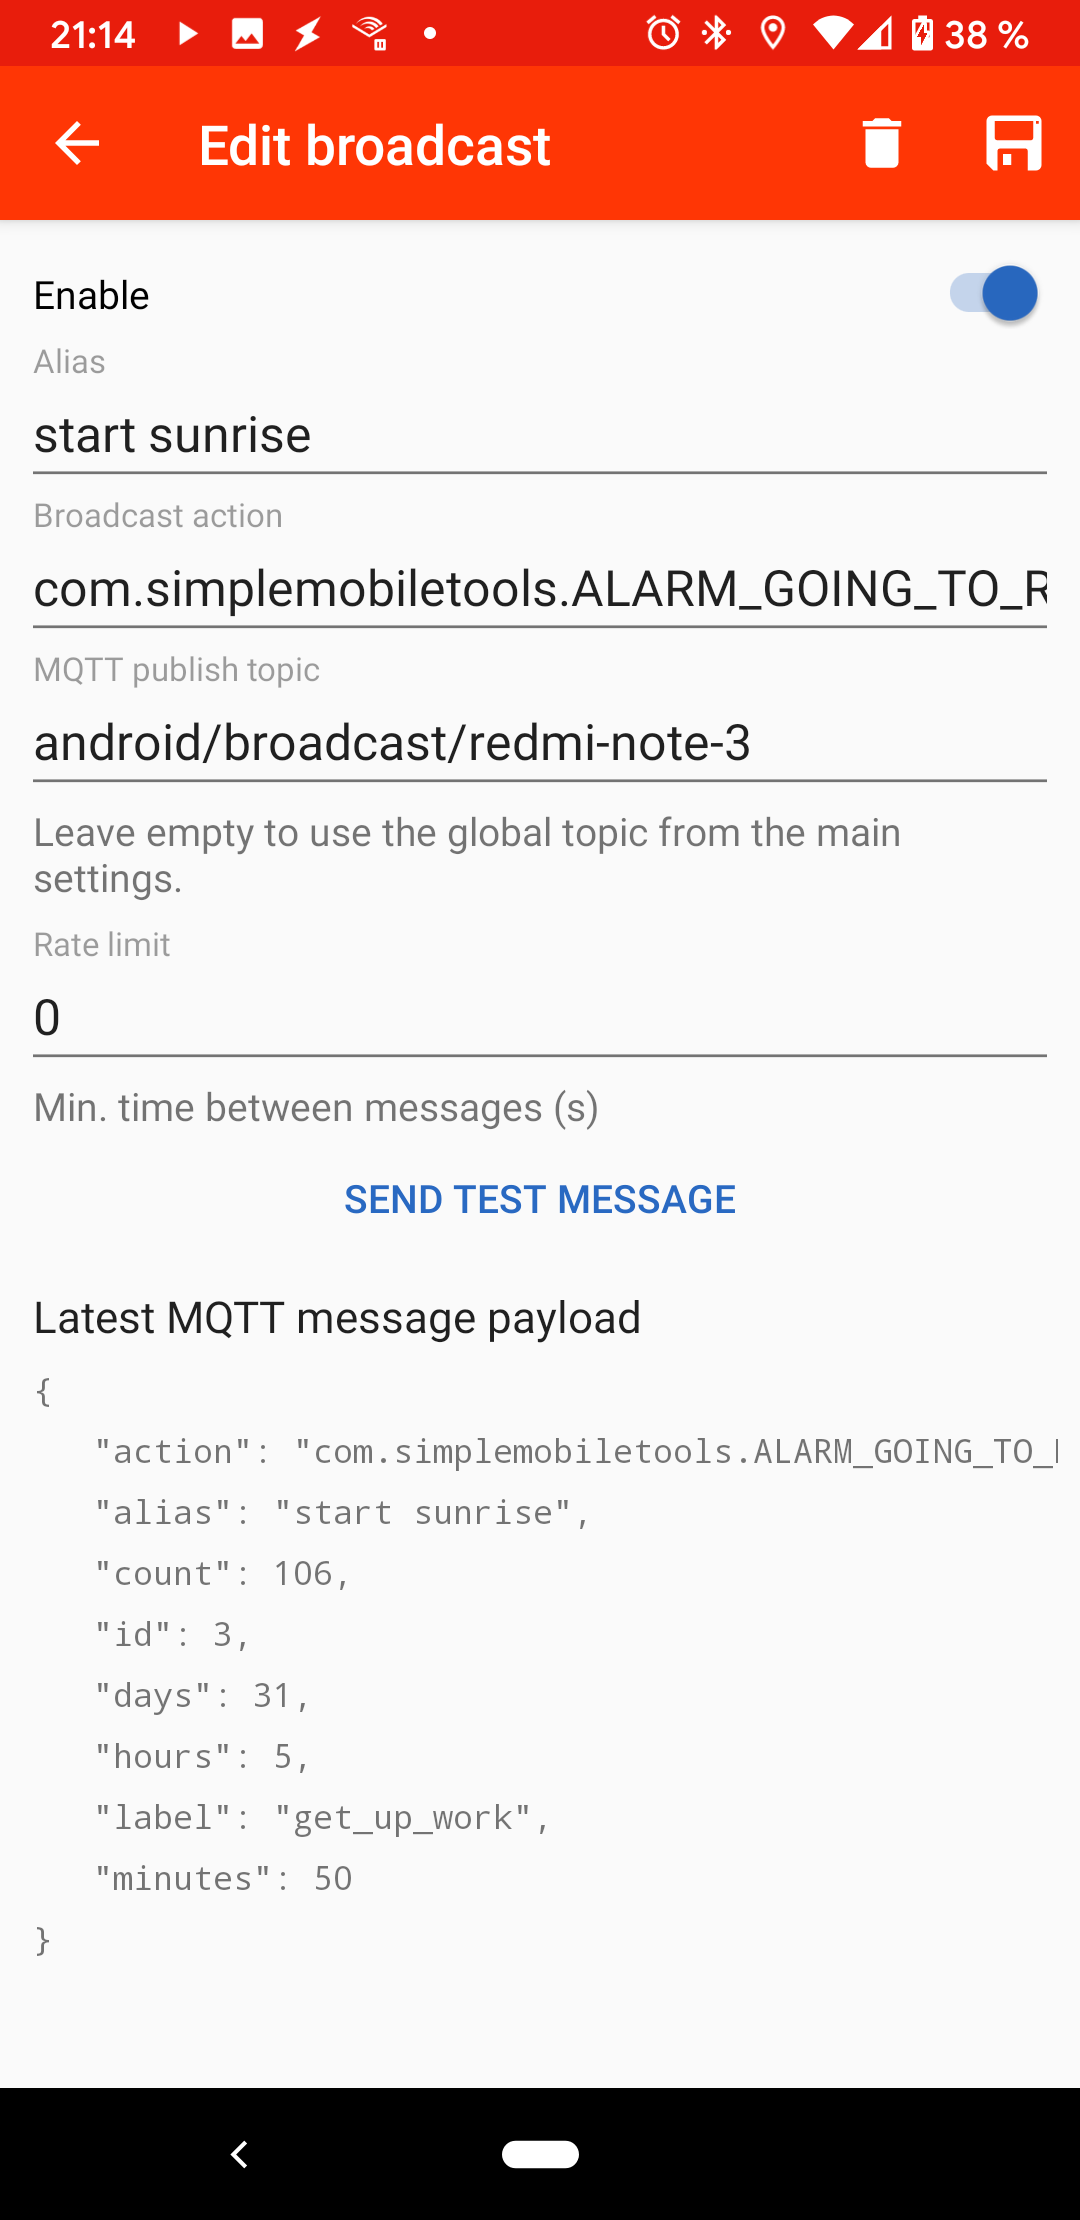 21:14
38 %
Edit broadcast
Enable
Alias
start sunrise
Broadcast action
com.simplemobiletools.ALARM_GOING_TO_R
MQTT publish topic
android/broadcast/redmi-note-3
Leave empty to use the global topic from the main
settings.
Rate limit
0
Min. time between messages (s)
SEND TEST MESSAGE
Latest MQTT message payload
{
"action": "com.simplemobiletools.ALARM_GOING_TO_
"alias": "start sunrise",
"count": 106,
"id": 3,
"days": 31,
"hours": 5,
"label": "get_up_work",
"minutes": 50
}